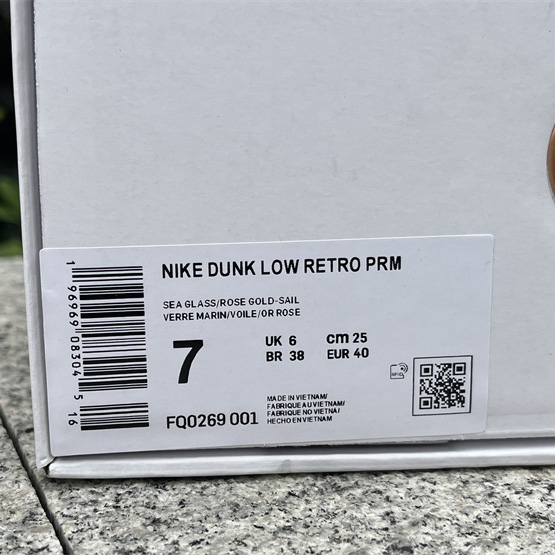 NIKE DUNK LOW RETRO PRM
SEA GLASS/ROSE GOLD-SAIL
VERRE MARIN/VOILE/OR ROSE
7
UK 6
cm 25
BR 38
EUR 40
FQ0269 001
MADE IN VIETNAM/
FABRIQUE AU VIETNAM/
FABRICADO NO VIETNA/
HECHO EN VIETNAM
1 96969 08304 5 16